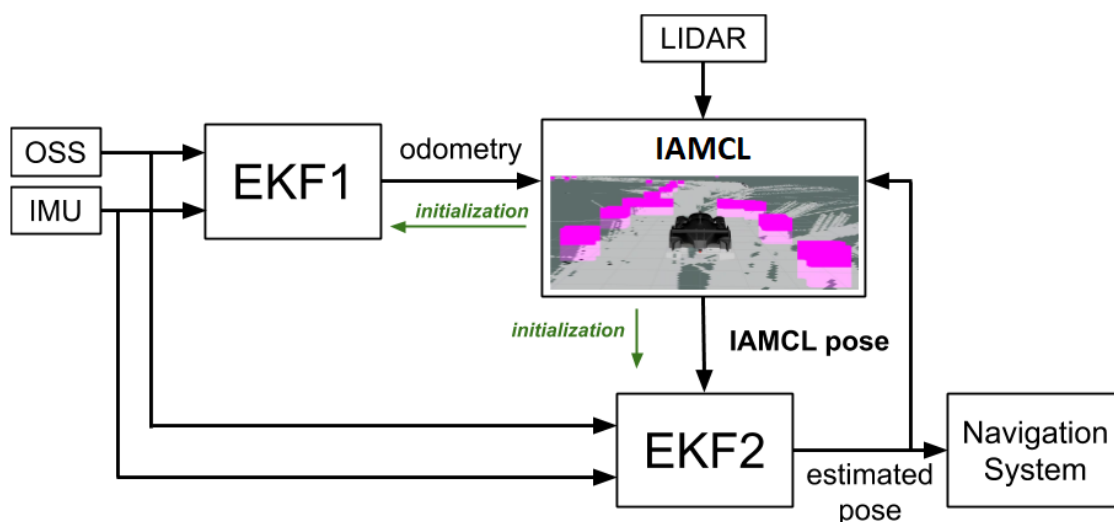 LIDAR
OSS
IMU
EKF1
odometry
initialization
IAMCL
initialization
IAMCL pose
EKF2
estimated
pose
Navigation
System